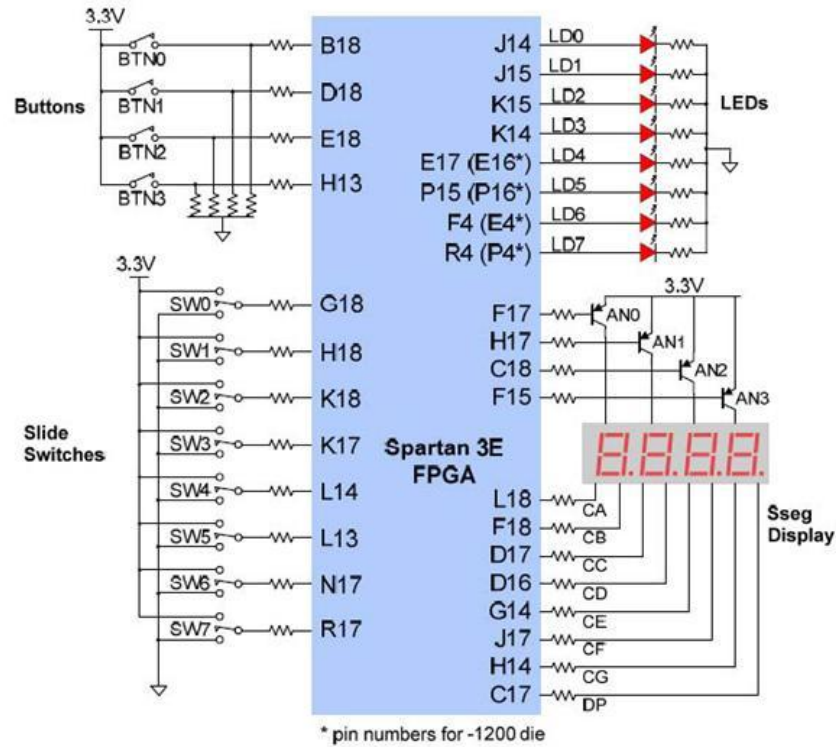 3.3V
BTN0
BTN1
BTN2
BTN3
Buttons
B18
D18
E18
H13
J14 LD0
J15 LD1
K15 LD2
K14 LD3
E17 (E16*) LD4
P15 (P16*) LD5
F4 (E4*) LD6
R4 (P4*) LD7
LEDs
3.3V
SW0
SW1
SW2
SW3
SW4
SW5
SW6
SW7
Slide
Switches
G18
H18
K18
K17
L14
L13
N17
R17
Spartan 3E
FPGA
3.3V
F17 AN0
H17 AN1
C18 AN2
F15 AN3
8.8.8.8.
L18 CA
F18 CB
D17 CC
D16 CD
G14 CE
J17 CF
H14 CG
C17 DP
Sseg
Display
* pin numbers for -1200 die